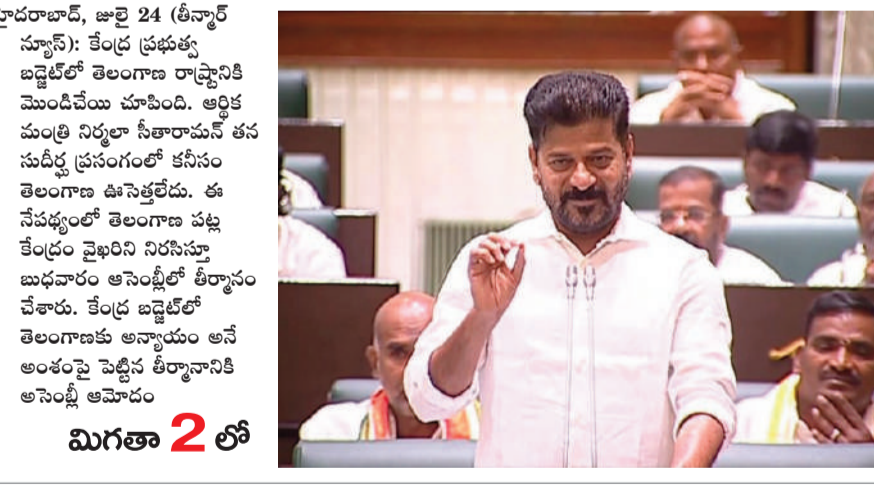 హైదరాబాద్, జులై 24 (తీన్మార్
న్యూస్): కేంద్ర ప్రభుత్వ
బడ్జెట్‌లో తెలంగాణ రాష్ట్రానికి
మొండిచేయి చూపింది. ఆర్థిక
మంత్రి నిర్మలా సీతారామన్ తన
సుదీర్ఘ ప్రసంగంలో కనీసం
తెలంగాణ ఊసెత్తలేదు. ఈ
నేపథ్యంలో తెలంగాణ పట్ల
కేంద్రం వైఖరిని నిరసిస్తూ
బుధవారం ఆసెంబ్లీలో తీర్మానం
చేశారు. కేంద్ర బడ్జెట్‌లో
తెలంగాణకు అన్యాయం అనే
అంశంపై పెట్టిన తీర్మానానికి
అసెంబ్లీ ఆమోదం
మిగతా 2 లో